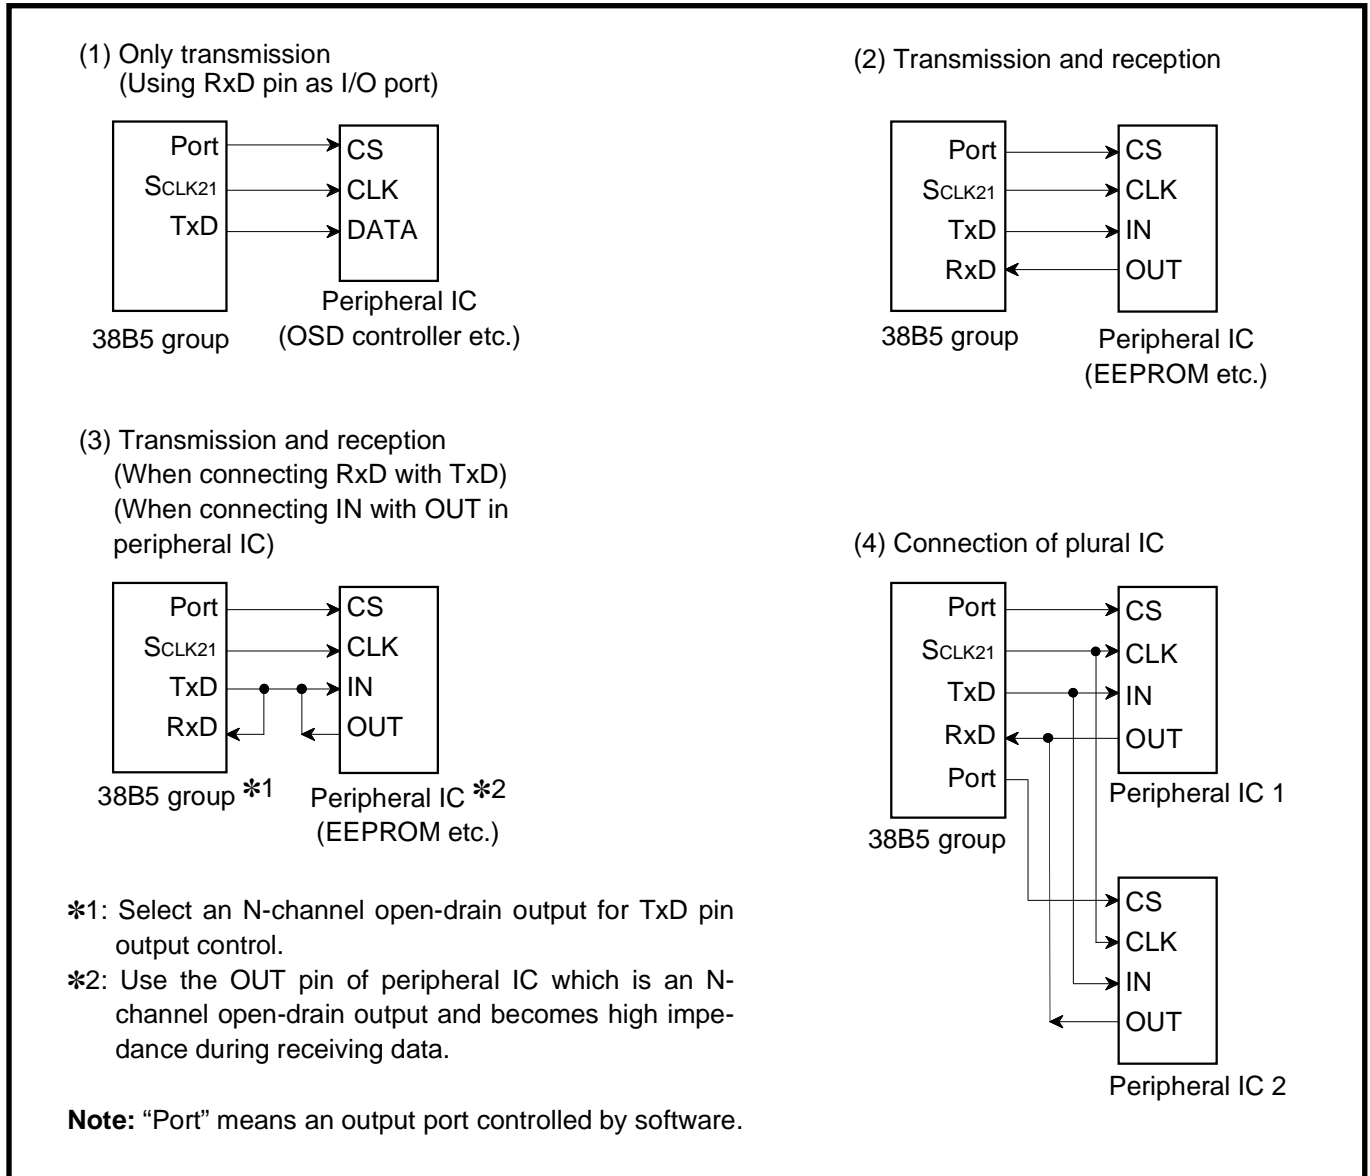 (1) Only transmission
(Using RxD pin as I/O port)
Port
SCLK21
TxD
CS
CLK
DATA
38B5 group
Peripheral IC
(OSD controller etc.)
(2) Transmission and reception
Port
SCLK21
TxD
RxD
CS
CLK
IN
OUT
38B5 group
Peripheral IC
(EEPROM etc.)
(3) Transmission and reception
(When connecting RxD with TxD)
(When connecting IN with OUT in
peripheral IC)
Port
SCLK21
TxD
RxD
CS
CLK
IN
OUT
38B5 group ✻1
Peripheral IC ✻2
(EEPROM etc.)
(4) Connection of plural IC
Port
SCLK21
TxD
RxD
Port
CS
CLK
IN
OUT
Peripheral IC 1
38B5 group
CS
CLK
IN
OUT
Peripheral IC 2
✻1: Select an N-channel open-drain output for TxD pin
output control.
✻2: Use the OUT pin of peripheral IC which is an N-
channel open-drain output and becomes high impe-
dance during receiving data.
Note: “Port” means an output port controlled by software.